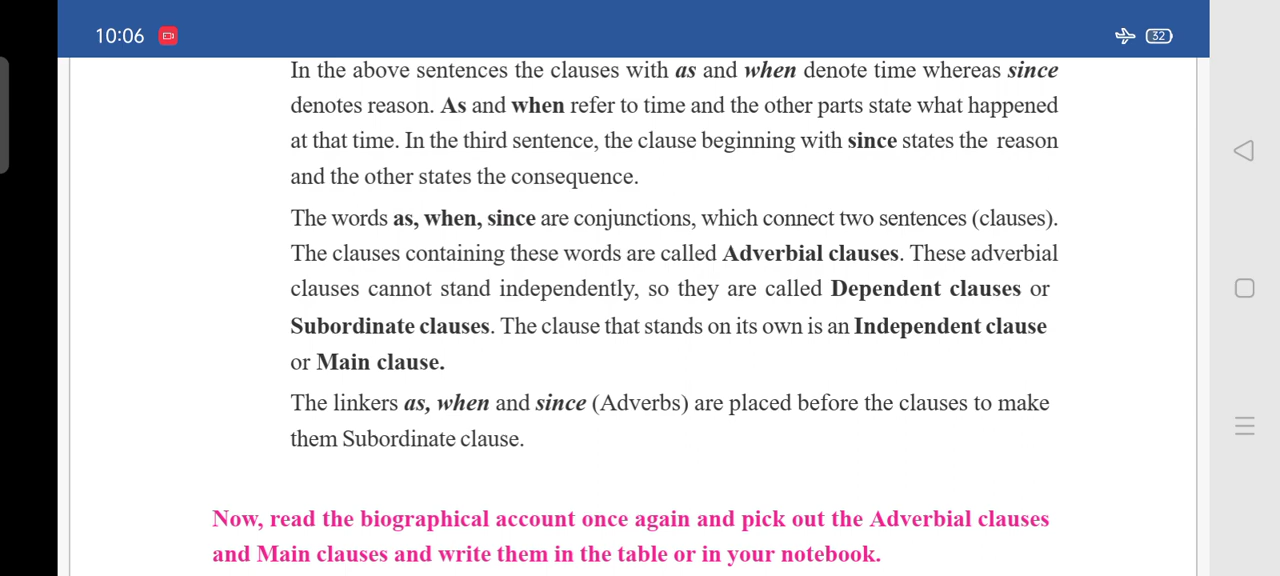 10:06
32
In the above sentences the clauses with as and when denote time whereas since
denotes reason. As and when refer to time and the other parts state what happened
at that time. In the third sentence, the clause beginning with since states the reason
and the other states the consequence.
The words as, when, since are conjunctions, which connect two sentences (clauses).
The clauses containing these words are called Adverbial clauses. These adverbial
clauses cannot stand independently, so they are called Dependent clauses or
Subordinate clauses. The clause that stands on its own is an Independent clause
or Main clause.
The linkers as, when and since (Adverbs) are placed before the clauses to make
them Subordinate clause.
Now, read the biographical account once again and pick out the Adverbial clauses
and Main clauses and write them in the table or in your notebook.